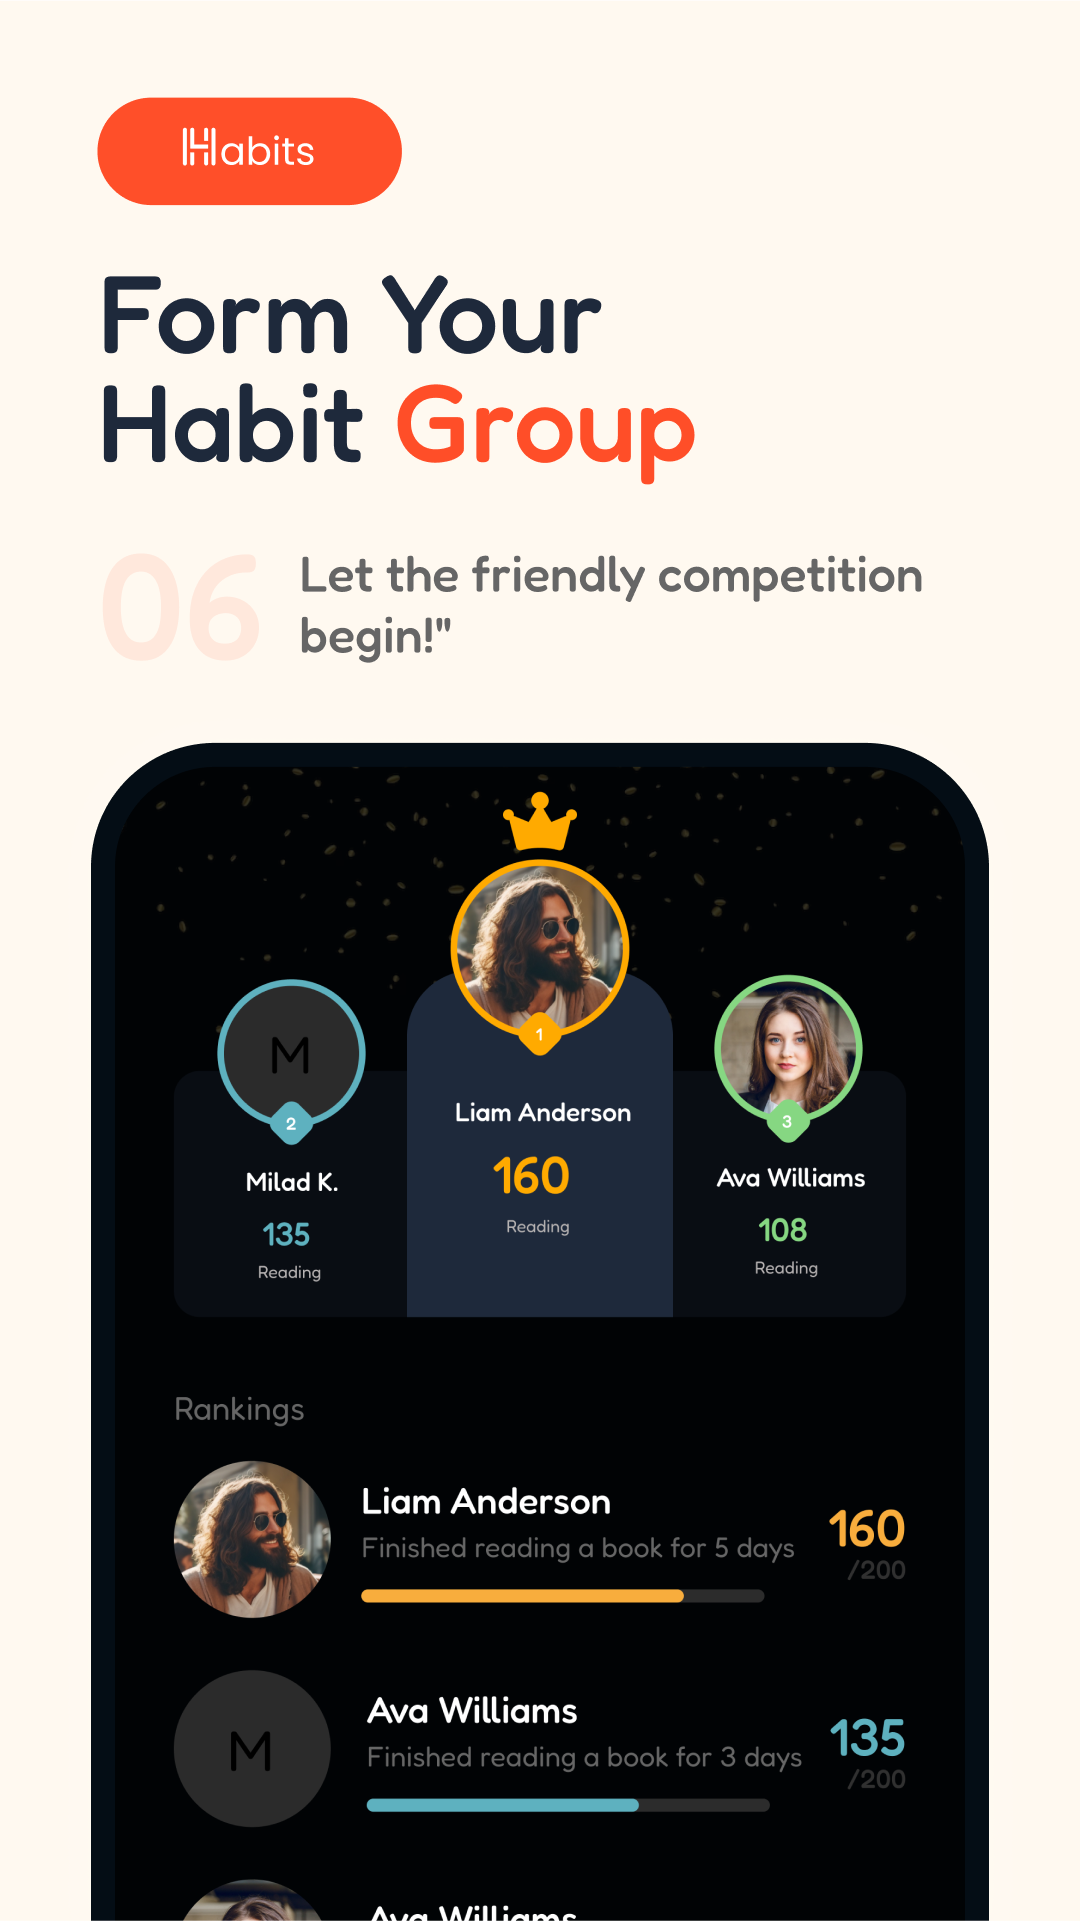 Habits
Form Your
Habit Group
06
Let the friendly competition
begin!"
1
M
2
3
Liam Anderson
160
Reading
Milad K.
135
Reading
Ava Williams
108
Reading
Rankings
Liam Anderson
Finished reading a book for 5 days
160
/200
M
Ava Williams
Finished reading a book for 3 days
135
/200
Ava Williams